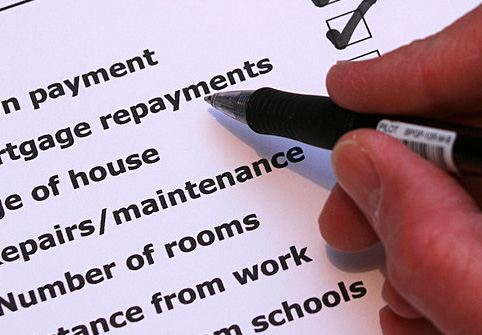 n payment
rtgage repayments
ge of house
epairs/maintenance
Number of rooms
tance from work
m schools
PILOT